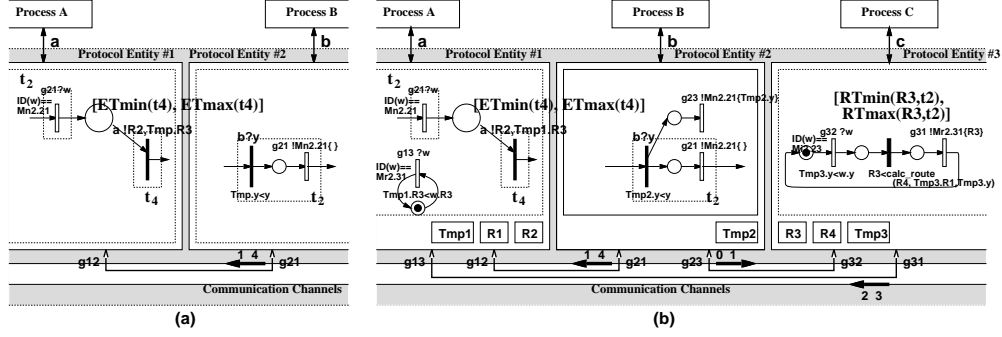 Process A
Process B
a
b
Protocol Entity #1
Protocol Entity #2
t2
g21?w
ID(w)==
Mn2.21
[ETmin(t4), ETmax(t4)]
a !R2,Tmp.R3
t4
b?y
g21 !Mn2.21{ }
Tmp.y<y
t2
g12
1 4
g21
Communication Channels
(a)
Process A
Process B
Process C
a
b
c
Protocol Entity #1
Protocol Entity #2
Protocol Entity #3
t2
g21?w
ID(w)==
Mn2.21
[ETmin(t4), ETmax(t4)]
a !R2,Tmp1.R3
g13 ?w
ID(w)==
Mr2.31
Tmp1.R3<w.R3
t4
g23 !Mn2.21{Tmp2.y}
b?y
g21 !Mn2.21{ }
Tmp2.y<y
t2
[RTmin(R3,t2),
RTmax(R3,t2)]
ID(w)==
Mi2.23
g32 ?w
g31 !Mr2.31{R3}
Tmp3.y<w.y
R3<calc_route
(R4, Tmp3.R1,Tmp3.y)
Tmp1
R1
R2
Tmp2
R3
R4
Tmp3
g13
g12
1 4
g21
g23
0 1
g32
g31
Communication Channels
2 3
(b)